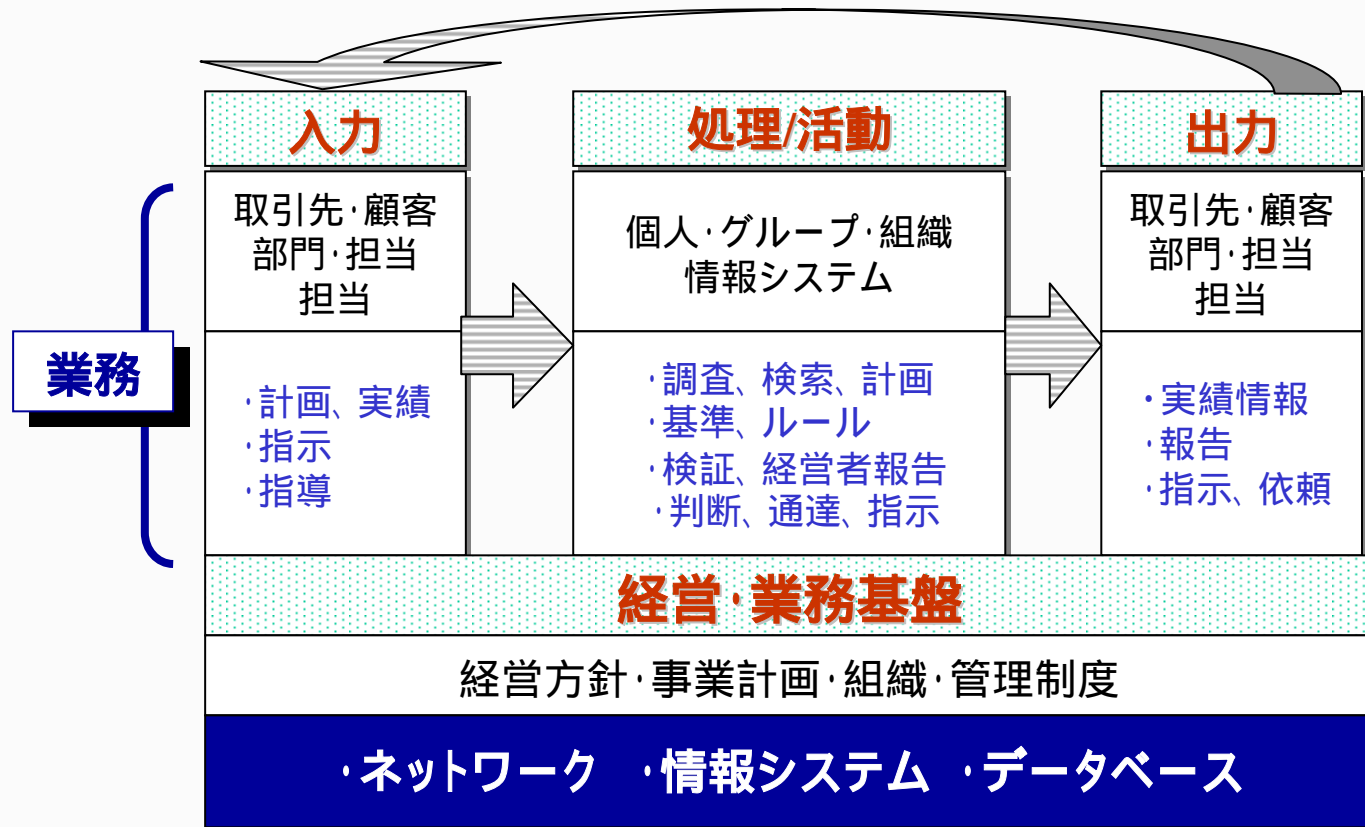 入力
処理/活動
出力
取引先・顧客
部門・担当
担当
個人・グループ・組織
情報システム
取引先・顧客
部門・担当
担当
業務
・計画、実績
・指示
・指導
・調査、検索、計画
・基準、ルール
・検証、経営者報告
・判断、通達、指示
・実績情報
・報告
・指示、依頼
経営・業務基盤
経営方針・事業計画・組織・管理制度
・ネットワーク ・情報システム ・データベース